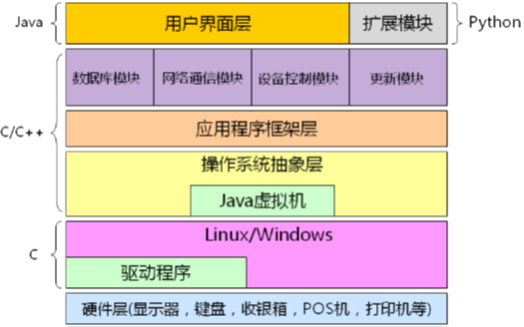 Java
用户界面层
扩展模块
Python
数据库模块
网络通信模块
设备控制模块
更新模块
C/C++
应用程序框架层
操作系统抽象层
Java虚拟机
Linux/Windows
C
驱动程序
硬件层(显示器，键盘，收银箱，POS机，打印机等)